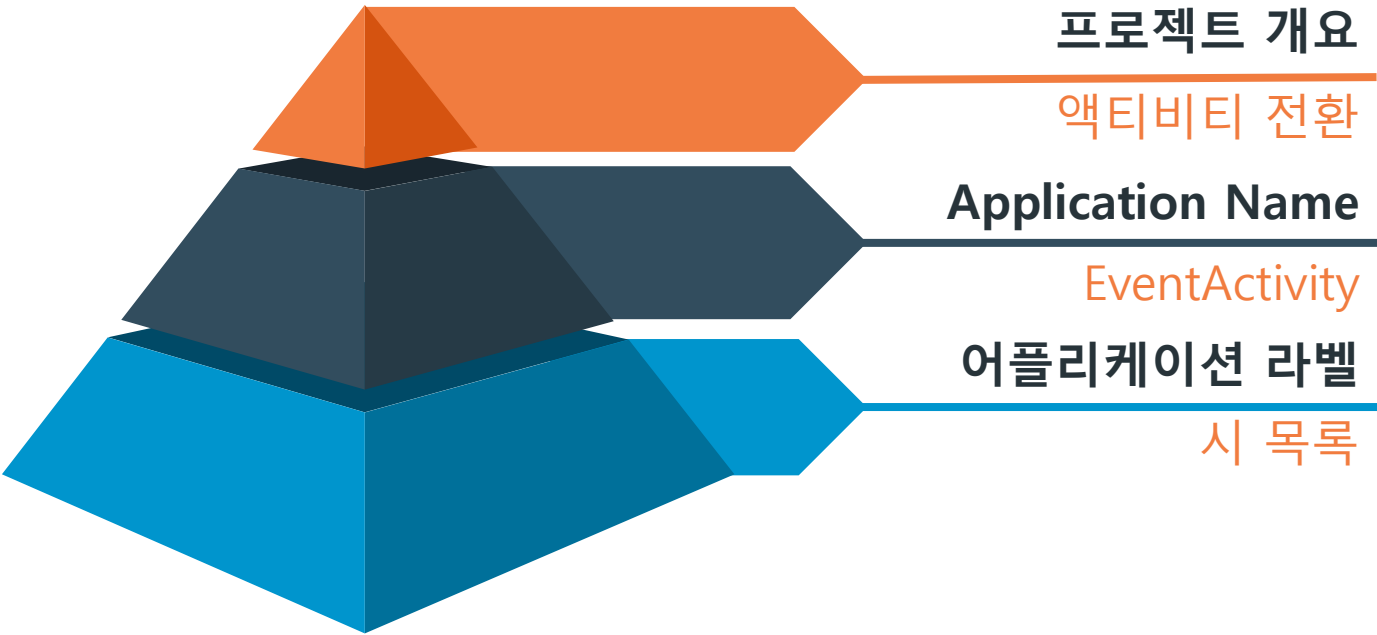 프로젝트 개요
액티비티 전환
Application Name
EventActivity
어플리케이션 라벨
시 목록